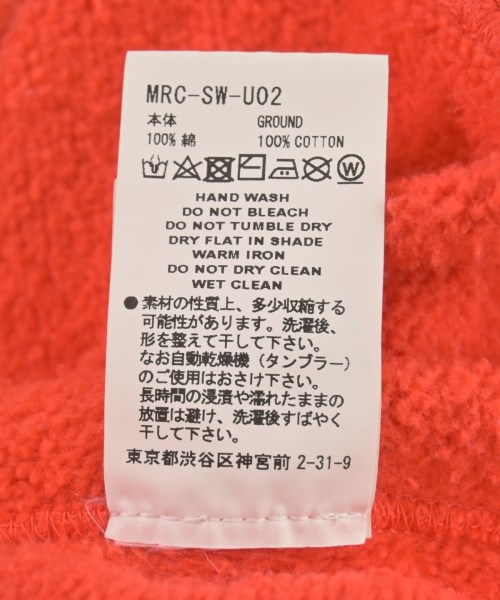 MRC-SW-U02
本体 GROUND
100% 綿 100% COTTON
W
HAND WASH
DO NOT BLEACH
DO NOT TUMBLE DRY
DRY FLAT IN SHADE
WARM IRON
DO NOT DRY CLEAN
WET CLEAN
●素材の性質上、多少収縮する
可能性があります。洗濯後、
形を整えて干して下さい。
なお自動乾燥機（タンブラー）
のご使用はおさけ下さい。
長時間の浸漬や濡れたままの
放置は避け、洗濯後すばやく
干して下さい。
東京都渋谷区神宮前 2-31-9